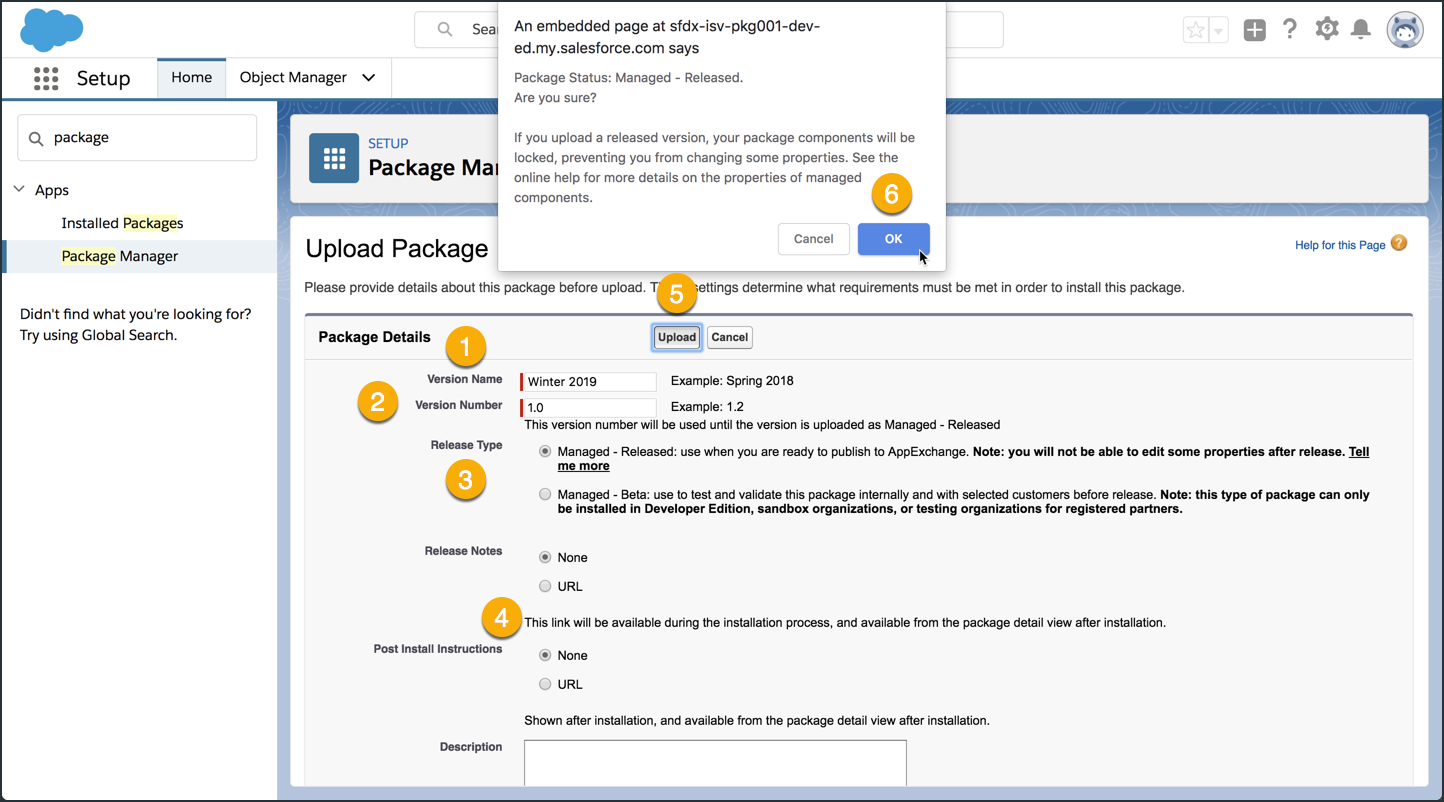 Sea
An embedded page at sfdx-isv-pkg001-dev-
ed.my.salesforce.com says
Package Status: Managed - Released.
Are you sure?
If you upload a released version, your package components will be
locked, preventing you from changing some properties. See the
online help for more details on the properties of managed
components.
6
Cancel
OK
Setup
Home
Object Manager
package
Apps
Installed Packages
Package Manager
Didn't find what you're looking for?
Try using Global Search.
SETUP
Package Ma
Upload Package
Help for this Page
Please provide details about this package before upload. T settings determine what requirements must be met in order to install this package.
5
Package Details
Upload
Cancel
1
Version Name
Winter 2019
Example: Spring 2018
2
Version Number
1.0
Example: 1.2
This version number will be used until the version is uploaded as Managed - Released
Release Type
3
Managed - Released: use when you are ready to publish to AppExchange. Note: you will not be able to edit some properties after release. Tell
me more
Managed - Beta: use to test and validate this package internally and with selected customers before release. Note: this type of package can only
be installed in Developer Edition, sandbox organizations, or testing organizations for registered partners.
Release Notes
None
URL
4
This link will be available during the installation process, and available from the package detail view after installation.
Post Install Instructions
None
URL
Shown after installation, and available from the package detail view after installation.
Description